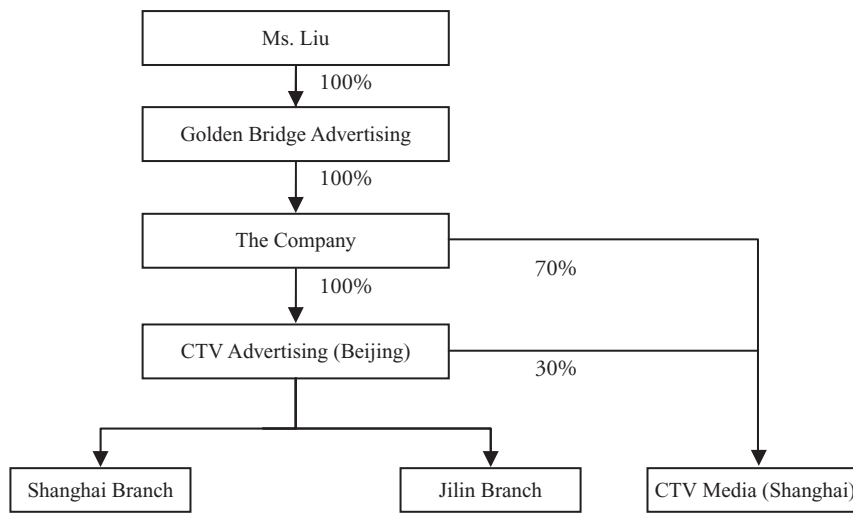 Ms. Liu
100%
Golden Bridge Advertising
100%
The Company
70%
100%
CTV Advertising (Beijing)
30%
Shanghai Branch
Jilin Branch
CTV Media (Shanghai)